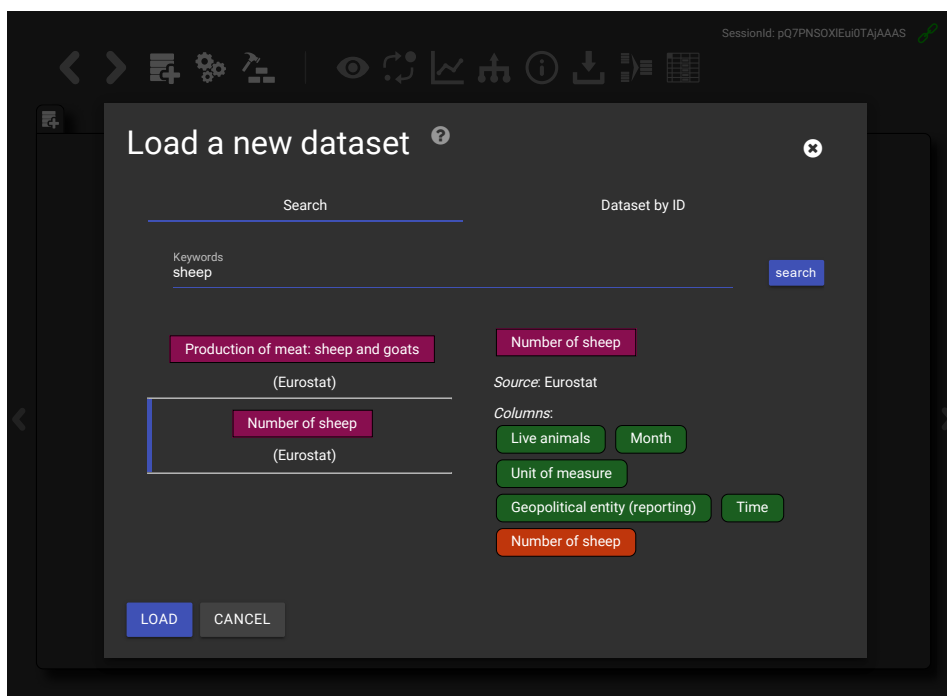 SessionId: pQ7PNSOXlEui0TAjAAAS
Load a new dataset
Search
Dataset by ID
Keywords
sheep
search
Production of meat: sheep and goats
(Eurostat)
Number of sheep
(Eurostat)
Number of sheep
Source: Eurostat
Columns:
Live animals Month
Unit of measure
Geopolitical entity (reporting) Time
Number of sheep
LOAD CANCEL